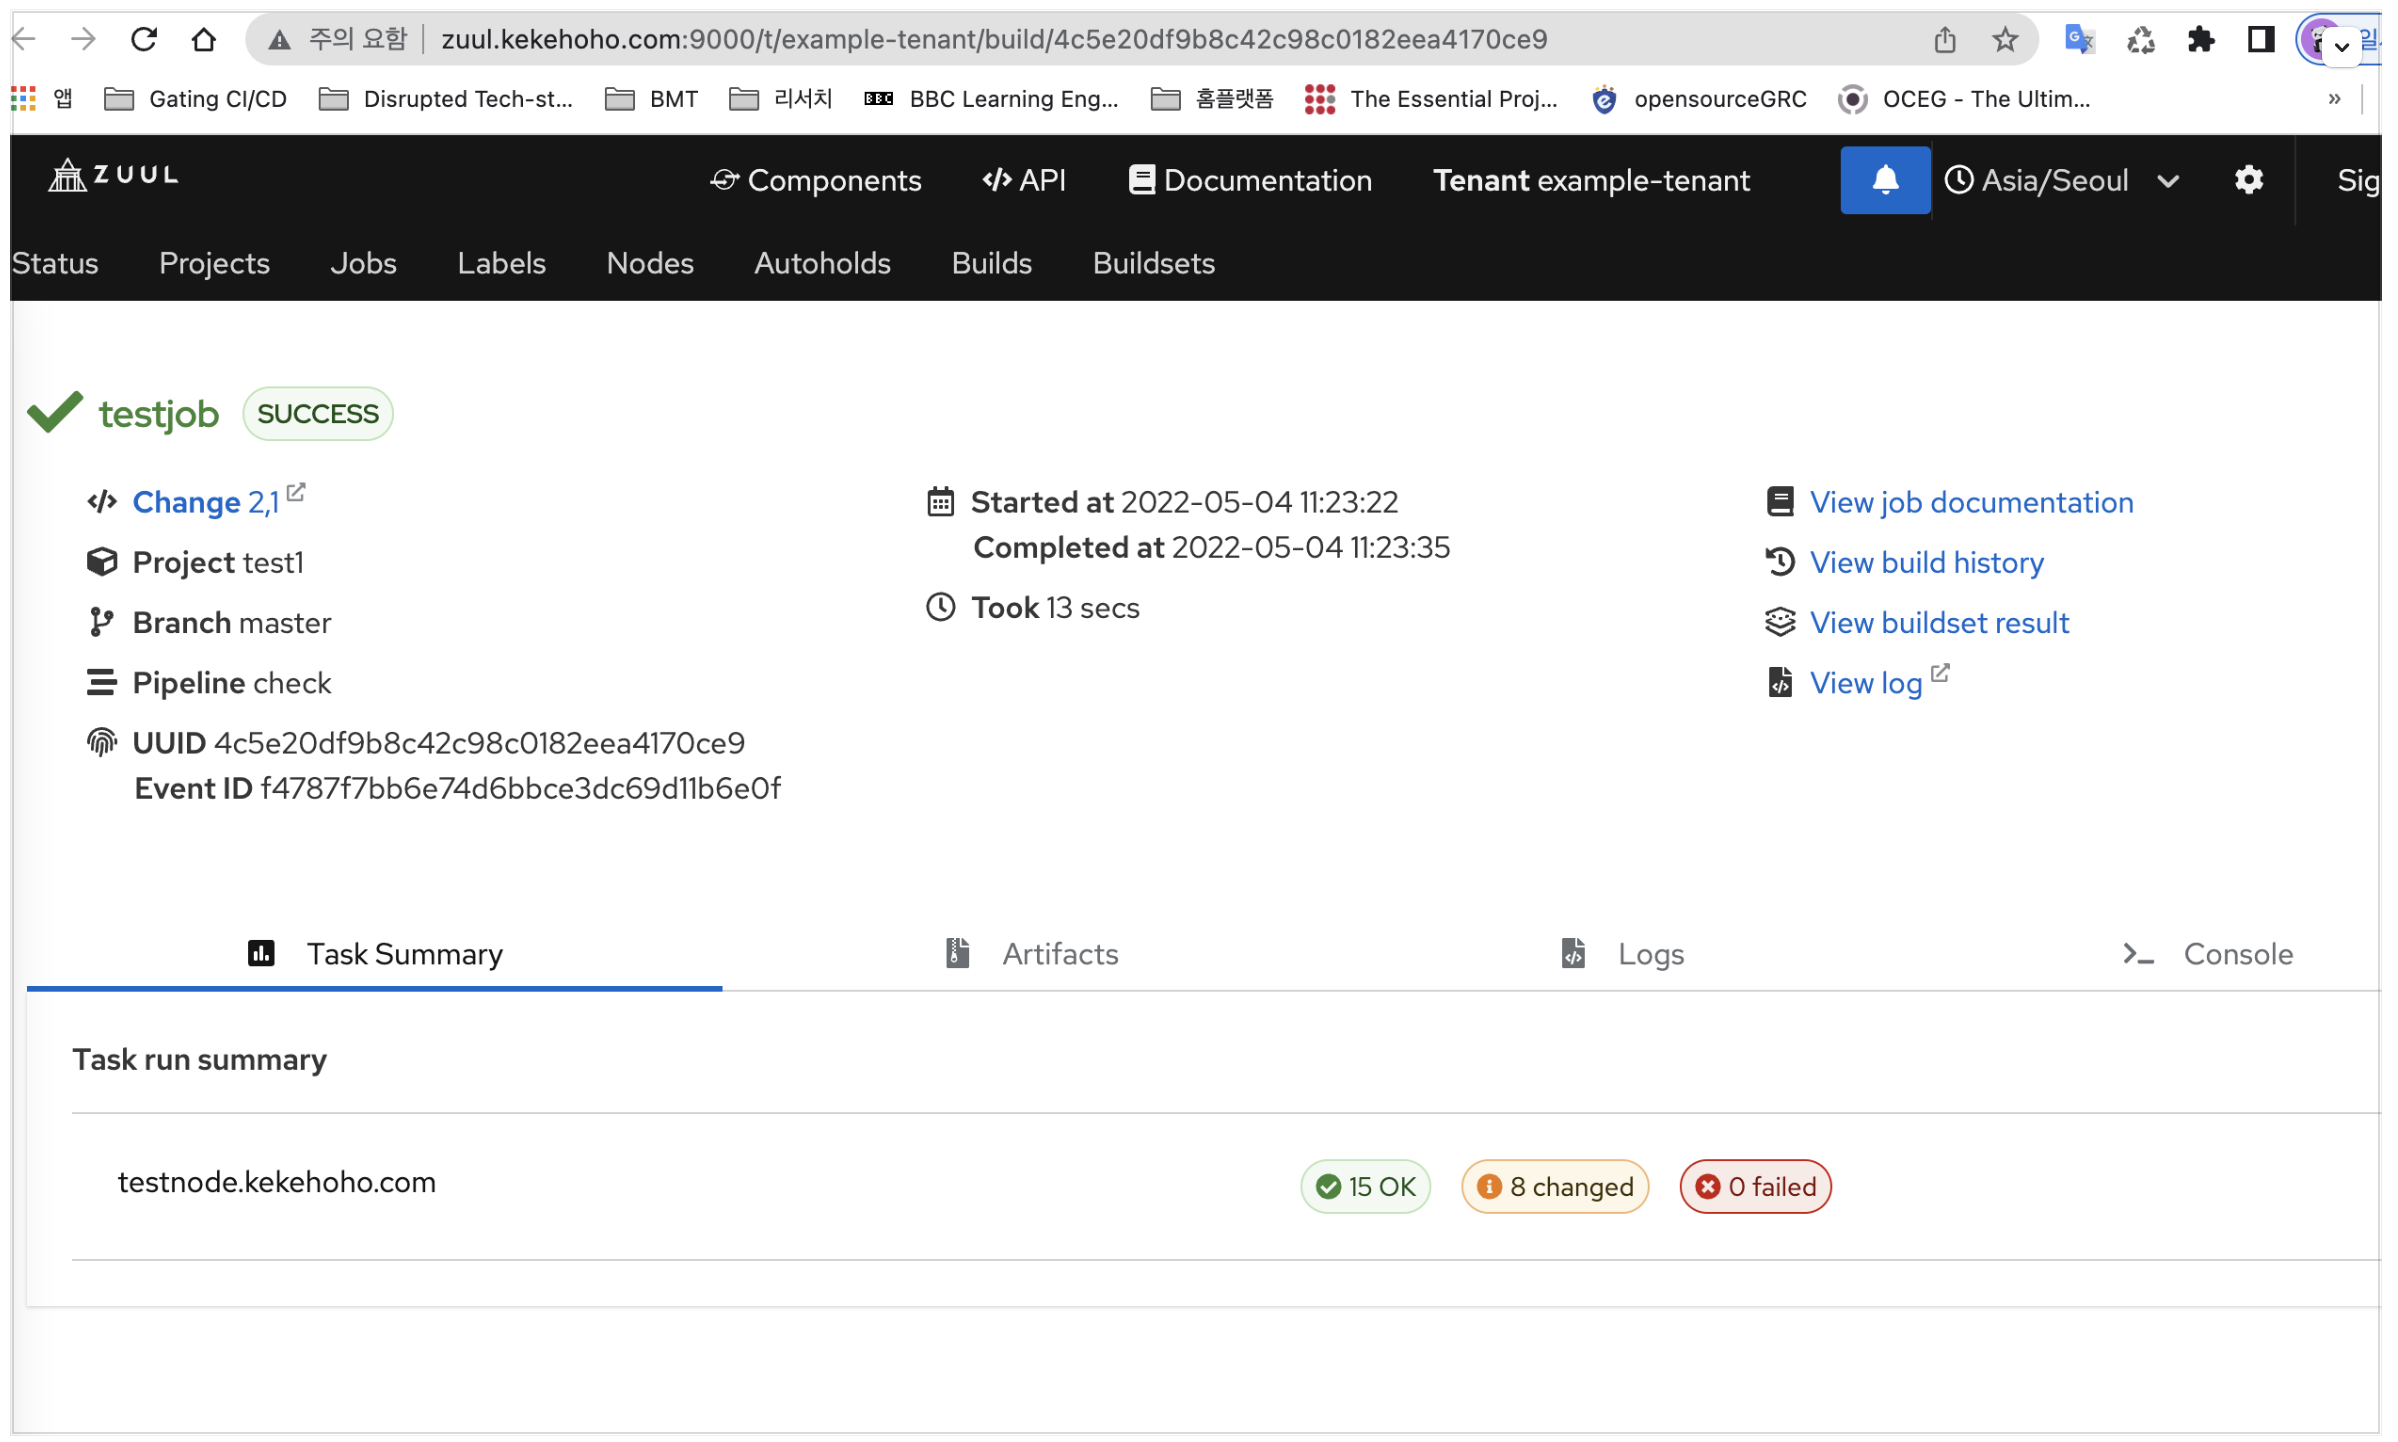 주의 요함 zuul.kekehoho.com:9000/t/example-tenant/build/4c5e20df9b8c42c98c0182eea4170ce9
앱 Gating CI/CD Disrupted Tech-st... BMT 리서치 BBC BBC Learning Eng... 홈플랫폼 The Essential Proj... opensourceGRC OCEG - The Ultim... »
ZUUL Components API Documentation Tenant example-tenant Asia/Seoul Sig
Status Projects Jobs Labels Nodes Autoholds Builds Buildsets
testjob SUCCESS
Change 2,1 Started at 2022-05-04 11:23:22 View job documentation
Completed at 2022-05-04 11:23:35
Project test1 View build history
Took 13 secs
Branch master View buildset result
Pipeline check View log
UUID 4c5e20df9b8c42c98c0182eea4170ce9
Event ID f4787f7bb6e74d6bbce3dc69d11b6e0f
Task Summary Artifacts Logs Console
Task run summary
testnode.kekehoho.com 15 OK 8 changed 0 failed